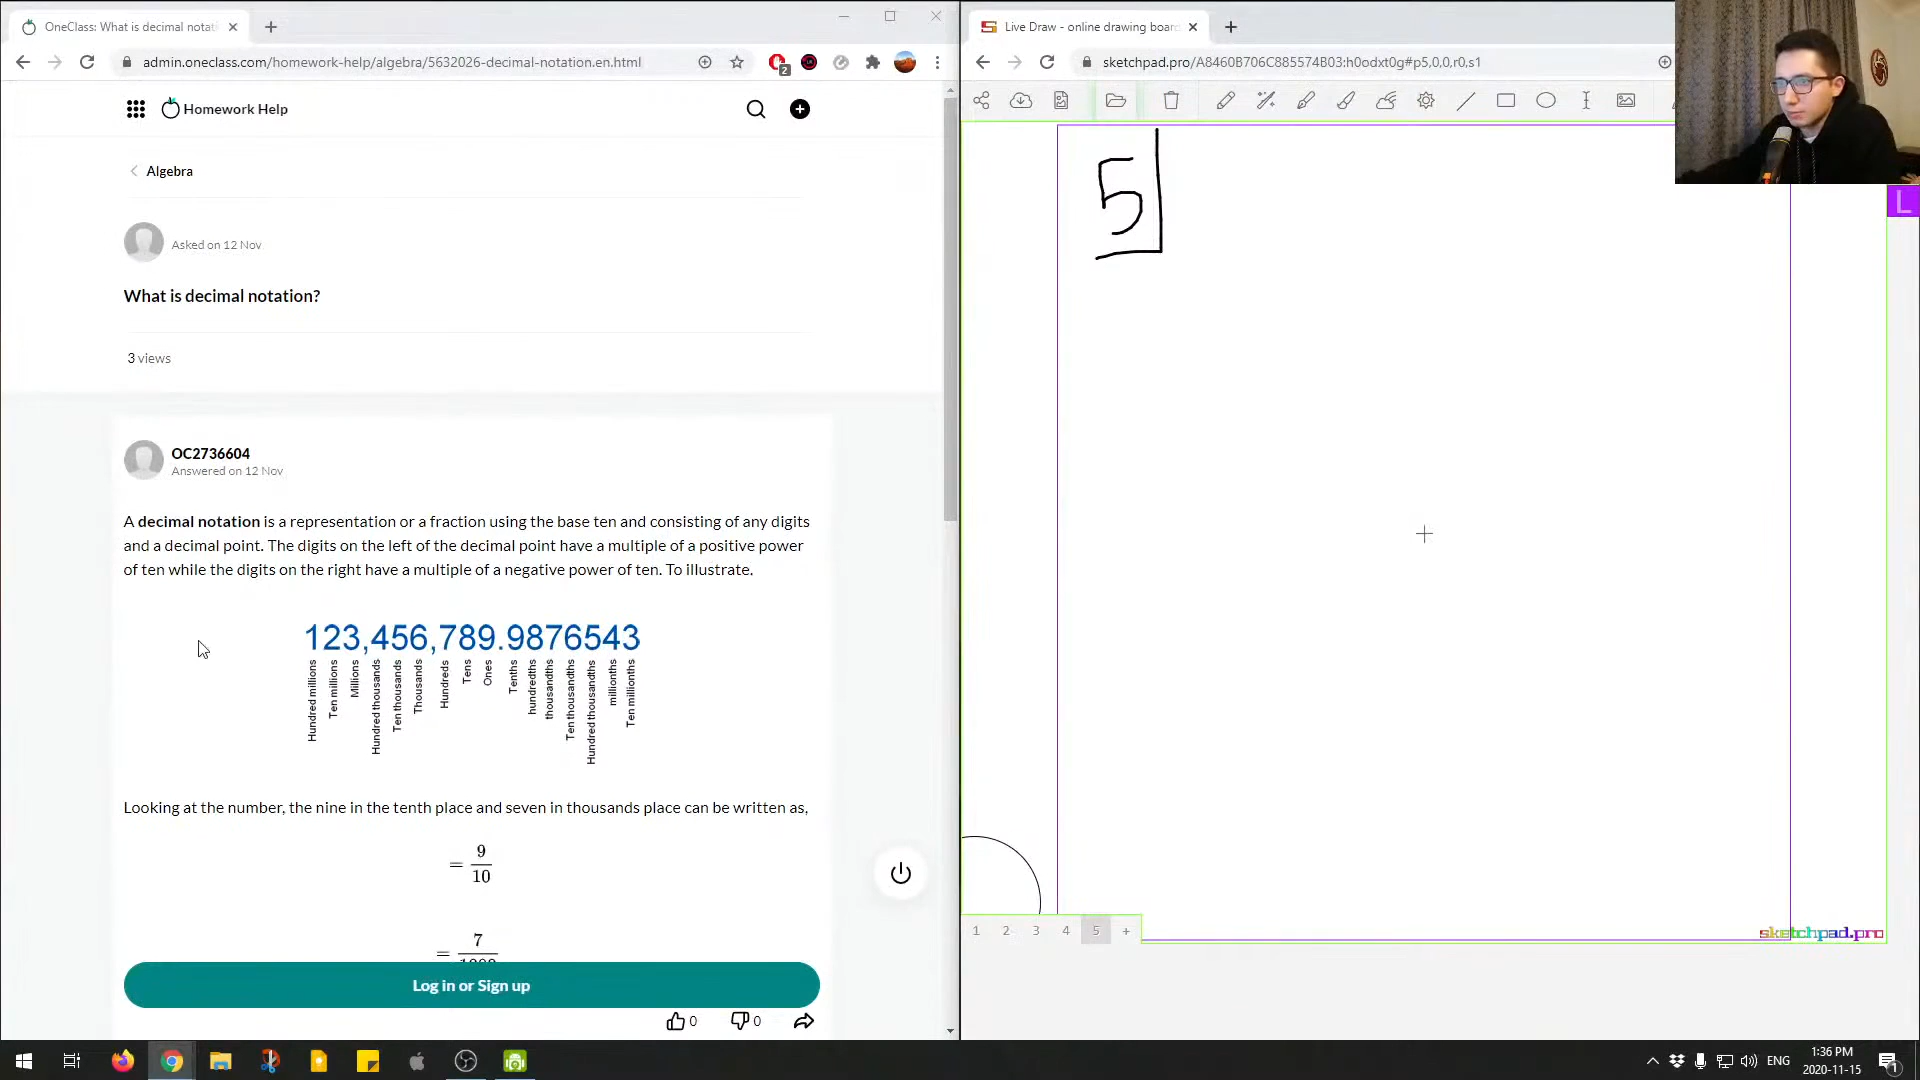 OneClass: What is decimal notati
Live Draw - online drawing boar
admin.oneclass.com/homework-help/algebra/5632026-decimal-notation.en.html
2
sketchpad.pro/A8460B706C885574B03:h0odxt0g#p5,0,0,r0,s1
Homework Help
Algebra
Asked on 12 Nov
What is decimal notation?
3 views
OC2736604
Answered on 12 Nov
A decimal notation is a representation or a fraction using the base ten and consisting of any digits
and a decimal point. The digits on the left of the decimal point have a multiple of a positive power
of ten while the digits on the right have a multiple of a negative power of ten. To illustrate.
123,456,789.9876543
Hundred millions
Ten millions
Millions
Hundred thousands
Ten thousands
Thousands
Hundreds
Tens
Ones
Tenths
hundredths
thousandths
Ten thousandths
Hundred thousandths
millionths
Ten millionths
Looking at the number, the nine in the tenth place and seven in thousands place can be written as,
= 9/10
= 7/1000
Log in or Sign up
0
0
5
L
1 2 3 4 5 +
sketchpad.pro
ENG
1:36 PM
2020-11-15
1